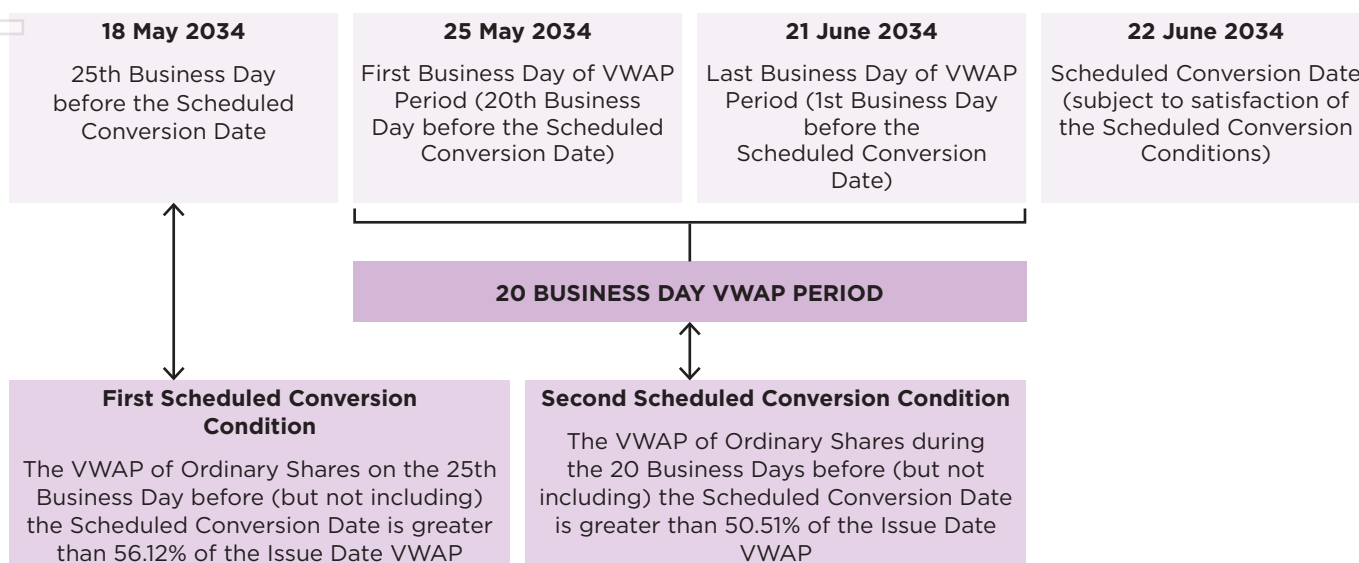 18 May 2034
25th Business Day
before the Scheduled
Conversion Date
25 May 2034
First Business Day of VWAP
Period (20th Business
Day before the Scheduled
Conversion Date)
21 June 2034
Last Business Day of VWAP
Period (1st Business Day
before the
Scheduled Conversion
Date)
22 June 2034
Scheduled Conversion Date
(subject to satisfaction of
the Scheduled Conversion
Conditions)
20 BUSINESS DAY VWAP PERIOD
First Scheduled Conversion
Condition
The VWAP of Ordinary Shares on the 25th
Business Day before (but not including)
the Scheduled Conversion Date is greater
than 56.12% of the Issue Date VWAP
Second Scheduled Conversion Condition
The VWAP of Ordinary Shares during
the 20 Business Days before (but not
including) the Scheduled Conversion Date
is greater than 50.51% of the Issue Date
VWAP